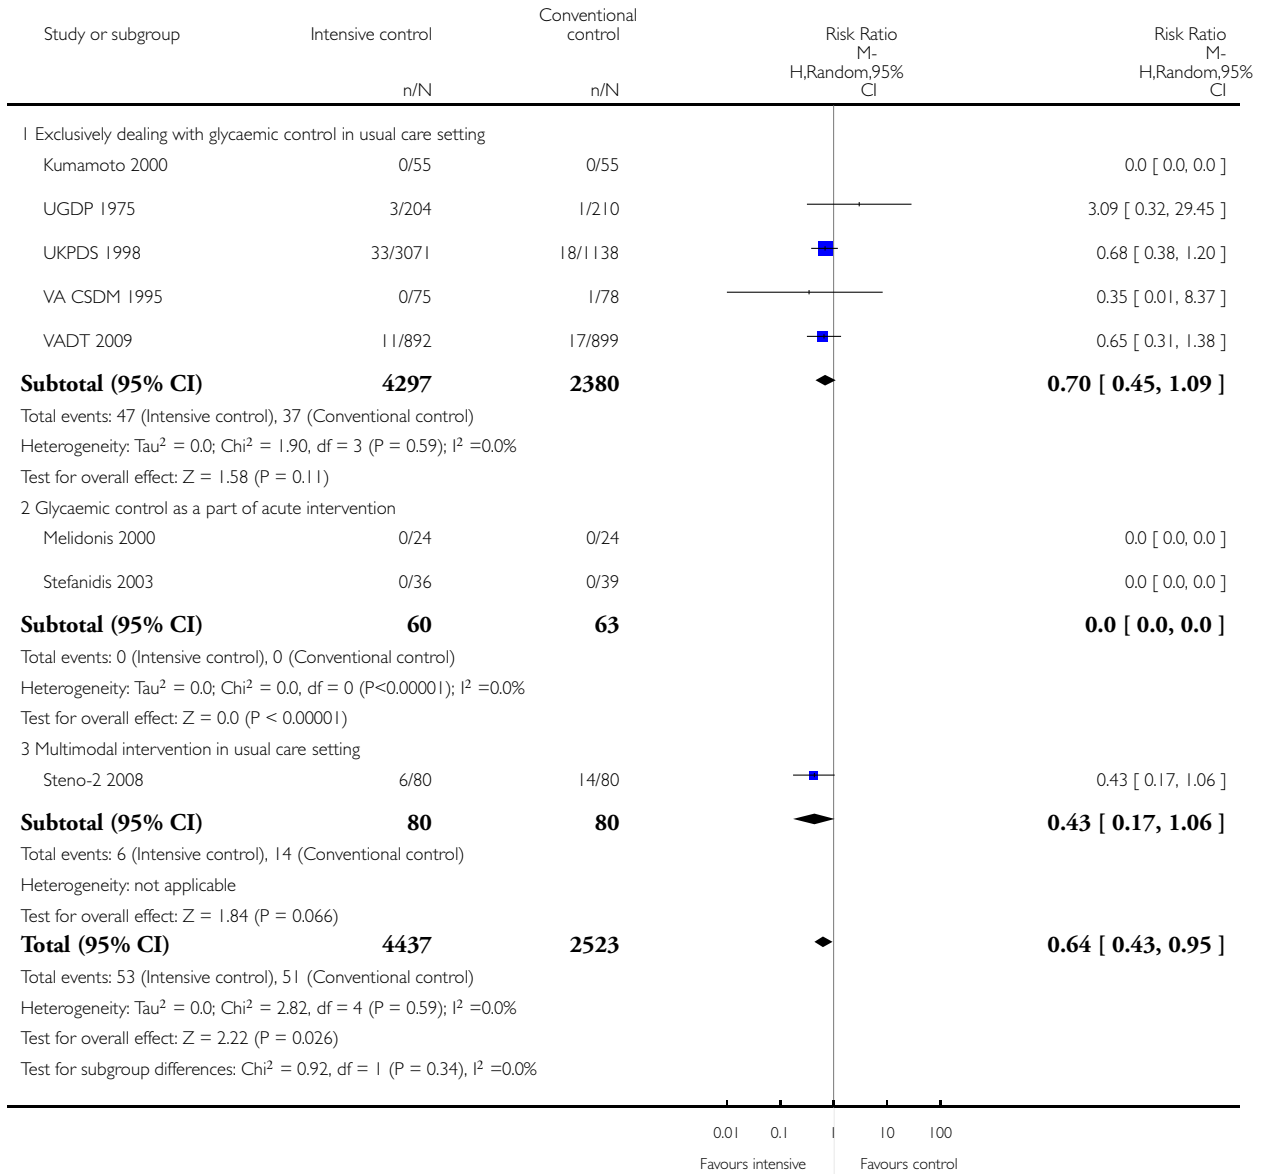 Study or subgroup Intensive control Conventional control Risk Ratio Risk Ratio
M-H,Random,95% CI M-H,Random,95% CI
n/N n/N
1 Exclusively dealing with glycaemic control in usual care setting
Kumamoto 2000 0/55 0/55 0.0 [ 0.0, 0.0 ]
UGDP 1975 3/204 1/210 3.09 [ 0.32, 29.45 ]
UKPDS 1998 33/3071 18/1138 0.68 [ 0.38, 1.20 ]
VA CSDM 1995 0/75 1/78 0.35 [ 0.01, 8.37 ]
VADT 2009 11/892 17/899 0.65 [ 0.31, 1.38 ]
Subtotal (95% CI) 4297 2380 0.70 [ 0.45, 1.09 ]
Total events: 47 (Intensive control), 37 (Conventional control)
Heterogeneity: Tau² = 0.0; Chi² = 1.90, df = 3 (P = 0.59); I² =0.0%
Test for overall effect: Z = 1.58 (P = 0.11)
2 Glycaemic control as a part of acute intervention
Melidonis 2000 0/24 0/24 0.0 [ 0.0, 0.0 ]
Stefanidis 2003 0/36 0/39 0.0 [ 0.0, 0.0 ]
Subtotal (95% CI) 60 63 0.0 [ 0.0, 0.0 ]
Total events: 0 (Intensive control), 0 (Conventional control)
Heterogeneity: Tau² = 0.0; Chi² = 0.0, df = 0 (P<0.00001); I² =0.0%
Test for overall effect: Z = 0.0 (P < 0.00001)
3 Multimodal intervention in usual care setting
Steno-2 2008 6/80 14/80 0.43 [ 0.17, 1.06 ]
Subtotal (95% CI) 80 80 0.43 [ 0.17, 1.06 ]
Total events: 6 (Intensive control), 14 (Conventional control)
Heterogeneity: not applicable
Test for overall effect: Z = 1.84 (P = 0.066)
Total (95% CI) 4437 2523 0.64 [ 0.43, 0.95 ]
Total events: 53 (Intensive control), 51 (Conventional control)
Heterogeneity: Tau² = 0.0; Chi² = 2.82, df = 4 (P = 0.59); I² =0.0%
Test for overall effect: Z = 2.22 (P = 0.026)
Test for subgroup differences: Chi² = 0.92, df = 1 (P = 0.34), I² =0.0%
0.01 0.1 1 10 100
Favours intensive Favours control